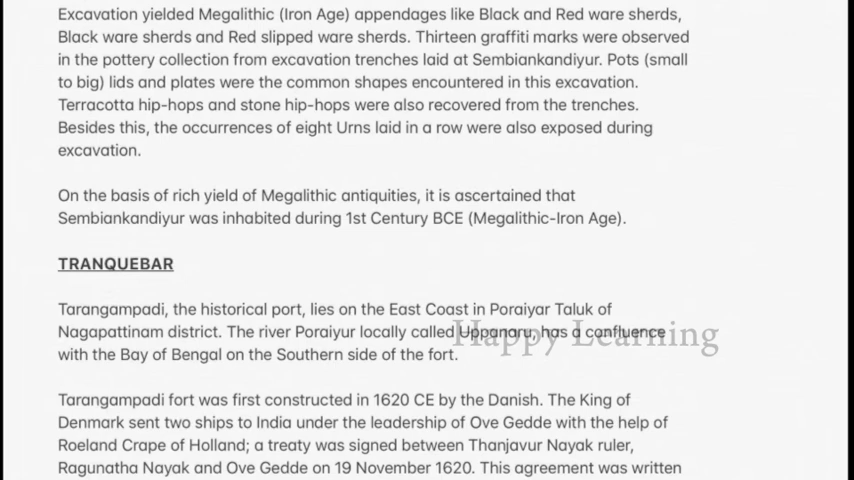 Excavation yielded Megalithic (Iron Age) appendages like Black and Red ware sherds,
Black ware sherds and Red slipped ware sherds. Thirteen graffiti marks were observed
in the pottery collection from excavation trenches laid at Sembiankandiyur. Pots (small
to big) lids and plates were the common shapes encountered in this excavation.
Terracotta hip-hops and stone hip-hops were also recovered from the trenches.
Besides this, the occurrences of eight Urns laid in a row were also exposed during
excavation.
On the basis of rich yield of Megalithic antiquities, it is ascertained that
Sembiankandiyur was inhabited during 1st Century BCE (Megalithic-Iron Age).
TRANQUEBAR
Tarangampadi, the historical port, lies on the East Coast in Poraiyar Taluk of
Nagapattinam district. The river Poraiyur locally called Uppanaru, has a confluence
Happy Learning
with the Bay of Bengal on the Southern side of the fort.
Tarangampadi fort was first constructed in 1620 CE by the Danish. The King of
Denmark sent two ships to India under the leadership of Ove Gedde with the help of
Roeland Crape of Holland; a treaty was signed between Thanjavur Nayak ruler,
Ragunatha Nayak and Ove Gedde on 19 November 1620. This agreement was written